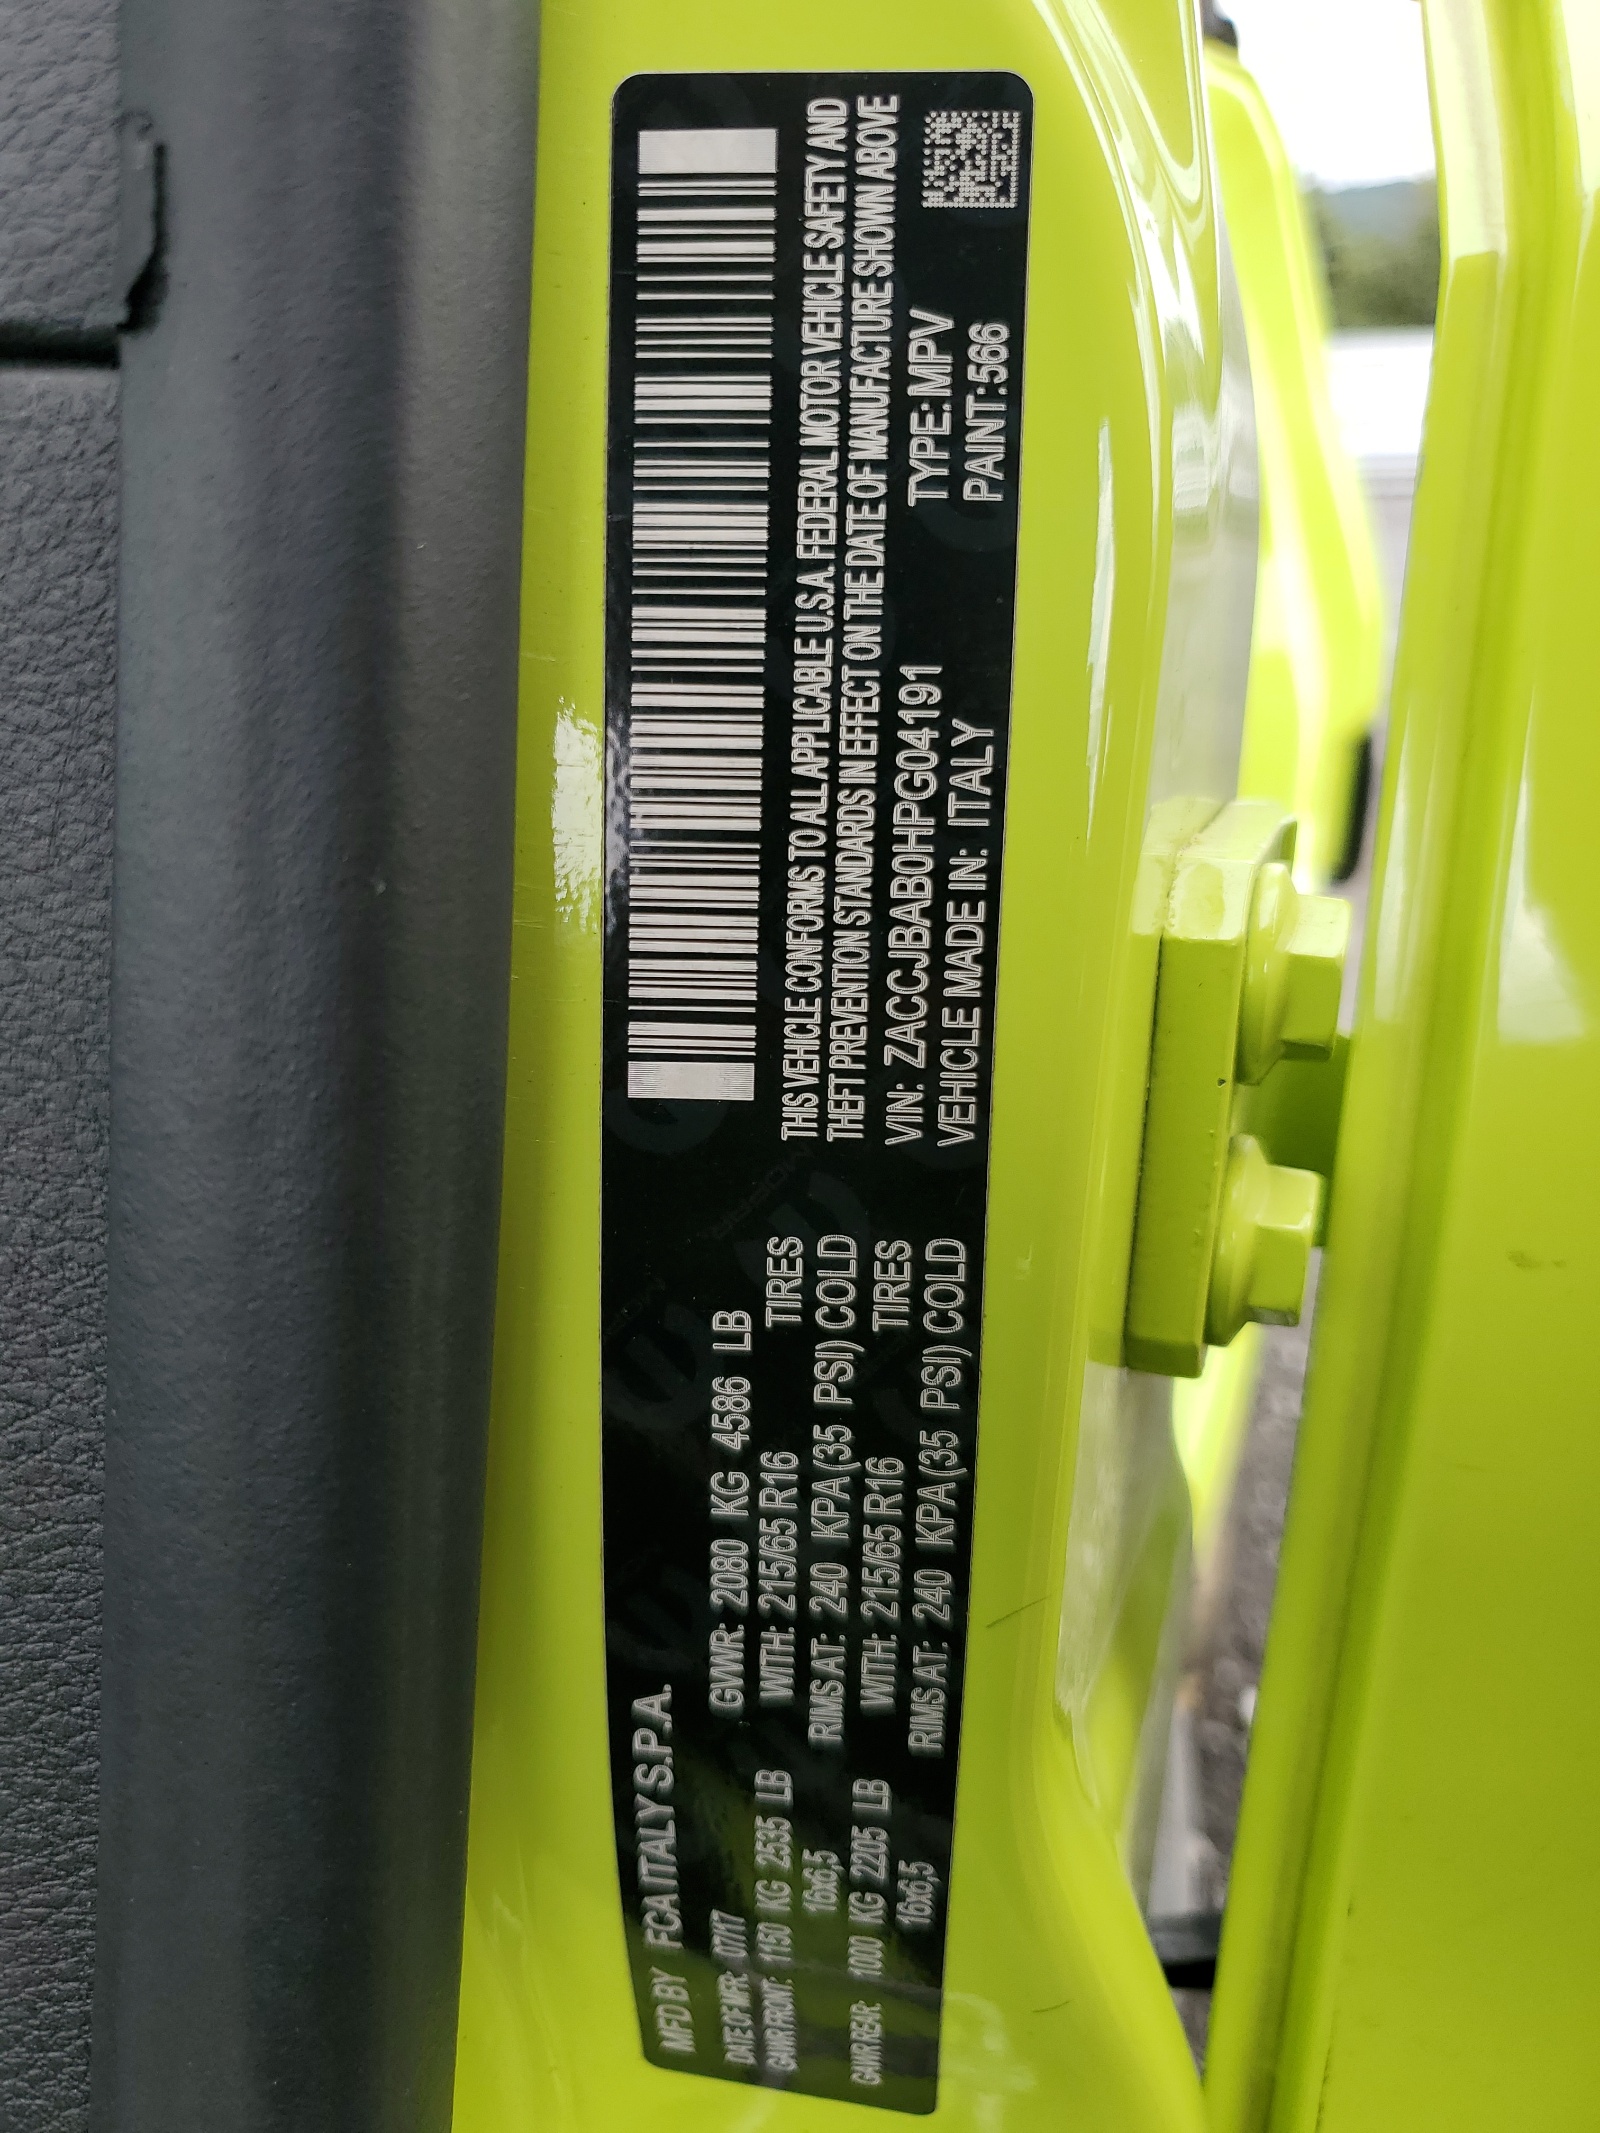 MFD BY FCA ITALY S.P.A.
DATE OF MFR: 07/17 GVWR: 2080 KG 4586 LB
GAWR FRONT: 1150 KG 2535 LB WITH: 215/65 R16 TIRES
16x6,5 RIMS AT: 240 KPA (35 PSI) COLD
GAWR REAR: 1000 KG 2205 LB WITH: 215/65 R16 TIRES
16x6,5 RIMS AT: 240 KPA (35 PSI) COLD
THIS VEHICLE CONFORMS TO ALL APPLICABLE U.S.A. FEDERAL MOTOR VEHICLE SAFETY AND
THEFT PREVENTION STANDARDS IN EFFECT ON THE DATE OF MANUFACTURE SHOWN ABOVE
VIN: ZACCJBAB0HPG04191 TYPE: MPV
VEHICLE MADE IN: ITALY PAINT: 566